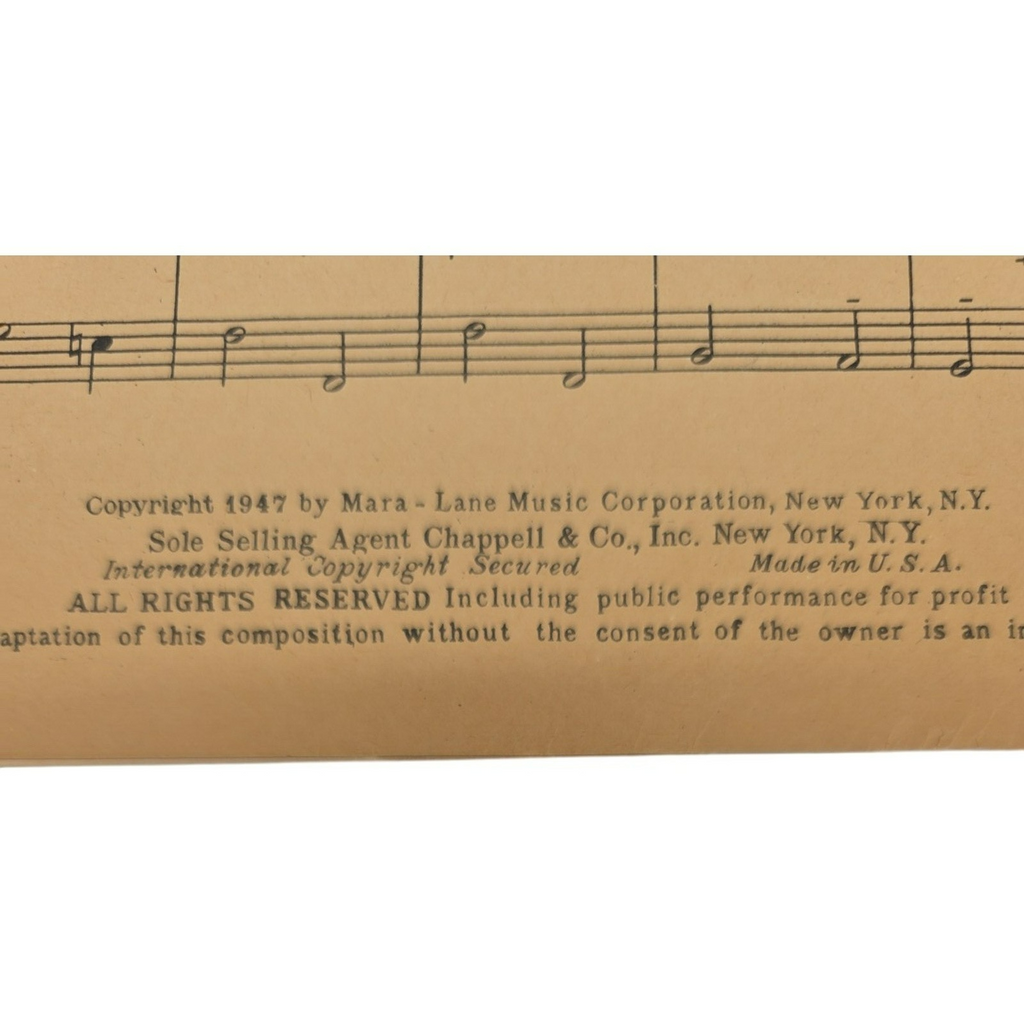 Copyright 1947 by Mara - Lane Music Corporation, New York, N.Y.
Sole Selling Agent Chappell & Co., Inc. New York, N.Y.
International Copyright Secured Made in U. S. A.
ALL RIGHTS RESERVED Including public performance for profit
aptation of this composition without the consent of the owner is an in